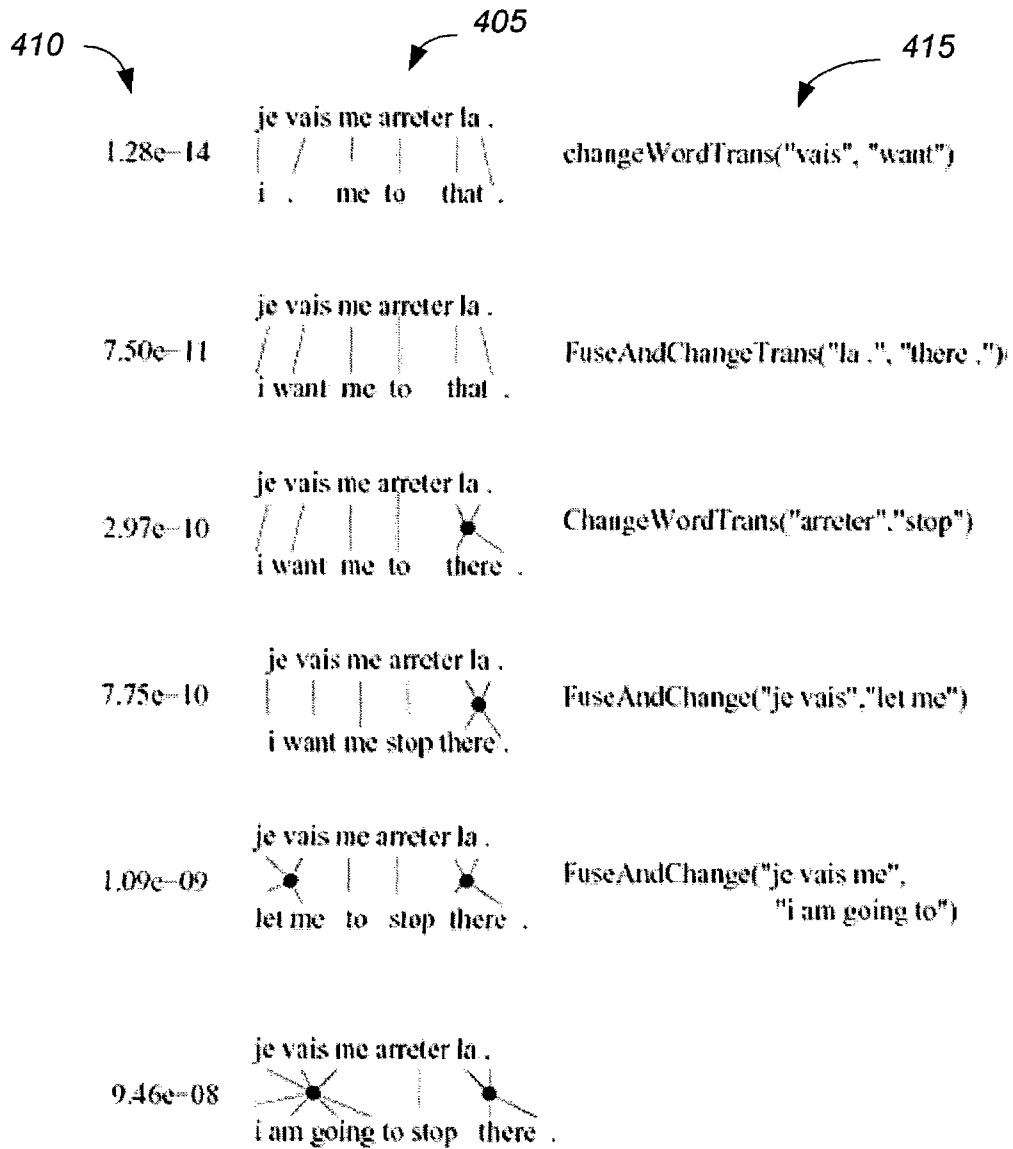 410
405
415
je vais me arreter la .
1.28e-14
changeWordTrans("vais", "want")
i . me to that .
je vais me arreter la .
7.50e-11
FuseAndChangeTrans("la .", "there .")
i want me to that .
je vais me arreter la .
2.97e-10
ChangeWordTrans("arreter","stop")
i want me to there .
je vais me arreter la .
7.75e-10
FuseAndChange("je vais","let me")
i want me stop there .
je vais me arreter la .
1.09e-09
FuseAndChange("je vais me",
"i am going to")
let me to stop there .
je vais me arreter la .
9.46e-08
i am going to stop there .